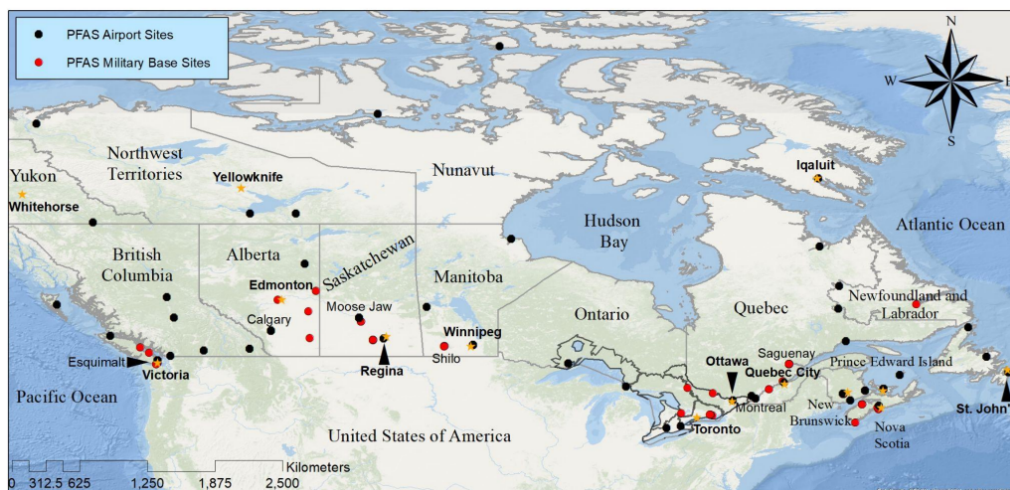 PFAS Airport Sites
PFAS Military Base Sites
N
W
E
S
Northwest
Territories
Yellowknife
Nunavut
Iqaluit
Yukon
Whitehorse
Hudson
Bay
Atlantic Ocean
British
Columbia
Alberta
Saskatchewan
Manitoba
Edmonton
Calgary
Moose Jaw
Winnipeg
Shilo
Regina
Ontario
Quebec
Newfoundland and
Labrador
Esquimalt
Victoria
Ottawa
Saguenay
Quebec City
Prince Edward Island
Montreal
Toronto
New
Brunswick
Nova
Scotia
St. John'
Pacific Ocean
United States of America
Kilometers
0 312.5 625 1,250 1,875 2,500